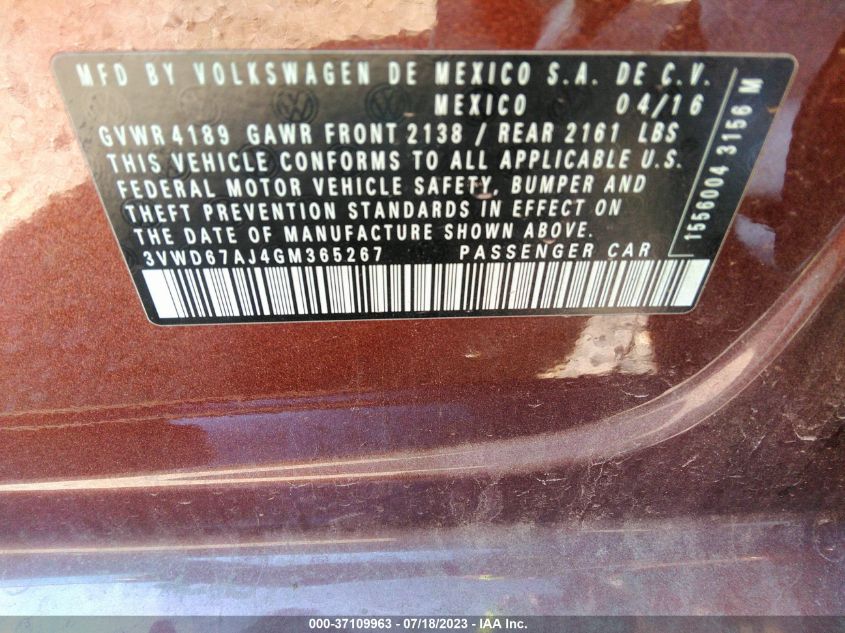 MFD BY VOLKSWAGEN DE MEXICO S.A. DE C.V.
MEXICO 04/16
GVWR 4189 GAWR FRONT 2138 / REAR 2161 LBS
THIS VEHICLE CONFORMS TO ALL APPLICABLE U.S.
FEDERAL MOTOR VEHICLE SAFETY, BUMPER AND
THEFT PREVENTION STANDARDS IN EFFECT ON
THE DATE OF MANUFACTURE SHOWN ABOVE.
3VWD67AJ4GM365267 PASSENGER CAR
1556004 3156 M
000-37109963 - 07/18/2023 - IAA Inc.